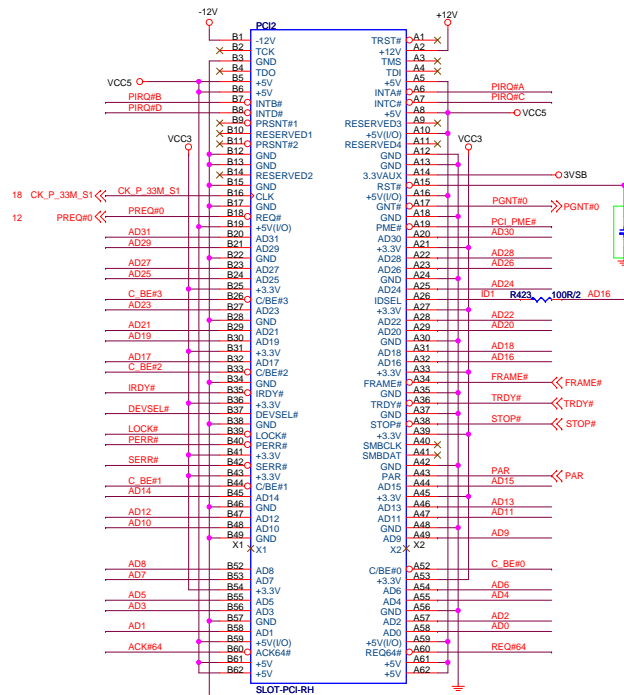 -12V +12V
PCI2
B1 -12V TRST# A1
B2 TCK +12V A2
B3 GND TMS A3
B4 TDO TDI A4
VCC5 B5 +5V +5V A5
B6 +5V INTA# A6 PIRQ#A
PIRQ#B B7 INTB# INTC# A7 PIRQ#C
PIRQ#D B8 INTD# +5V A8 VCC5
B9 PRSNT#1 RESERVED3 A9
B10 RESERVED1 +5V(I/O) A10
B11 PRSNT#2 RESERVED4 A11
VCC3 VCC3
B12 GND GND A12
B13 GND GND A13
B14 RESERVED2 3.3VAUX A14 3VSB
B15 GND RST# A15
18 CK_P_33M_S1 CK_P_33M_S1 B16 CLK +5V(I/O) A16
B17 GND GNT# A17 PGNT#0 PGNT#0
12 PREQ#0 PREQ#0 B18 REQ# GND A18
B19 +5V(I/O) PME# A19 PCI_PME#
AD31 B20 AD31 AD30 A20 AD30
AD29 B21 AD29 +3.3V A21
B22 GND AD28 A22 AD28
AD27 B23 AD27 AD26 A23 AD26
AD25 B24 AD25 GND A24
B25 +3.3V AD24 A25 AD24
C_BE#3 B26 C/BE#3 IDSEL A26 ID1 R423 100R/2 AD16
AD23 B27 AD23 +3.3V A27
B28 GND AD22 A28 AD22
AD21 B29 AD21 AD20 A29 AD20
AD19 B30 AD19 GND A30
B31 +3.3V AD18 A31 AD18
AD17 B32 AD17 AD16 A32 AD16
C_BE#2 B33 C/BE#2 +3.3V A33
B34 GND FRAME# A34 FRAME# FRAME#
IRDY# B35 IRDY# GND A35
B36 +3.3V TRDY# A36 TRDY# TRDY#
DEVSEL# B37 DEVSEL# GND A37
B38 GND STOP# A38 STOP# STOP#
LOCK# B39 LOCK# +3.3V A39
PERR# B40 PERR# SMBCLK A40
B41 +3.3V SMBDAT A41
SERR# B42 SERR# GND A42
B43 +3.3V PAR A43 PAR PAR
C_BE#1 B44 C/BE#1 AD15 A44 AD15
AD14 B45 AD14 +3.3V A45
B46 GND AD13 A46 AD13
AD12 B47 AD12 AD11 A47 AD11
AD10 B48 AD10 GND A48
B49 GND AD9 A49 AD9
X1 X1 X2 X2
AD8 B52 AD8 C/BE#0 A52 C_BE#0
AD7 B53 AD7 +3.3V A53
B54 +3.3V AD6 A54 AD6
AD5 B55 AD5 AD4 A55 AD4
AD3 B56 AD3 GND A56
B57 GND AD2 A57 AD2
AD1 B58 AD1 AD0 A58 AD0
B59 +5V(I/O) +5V(I/O) A59
ACK#64 B60 ACK64# REQ64# A60 REQ#64
B61 +5V +5V A61
B62 +5V +5V A62
SLOT-PCI-RH